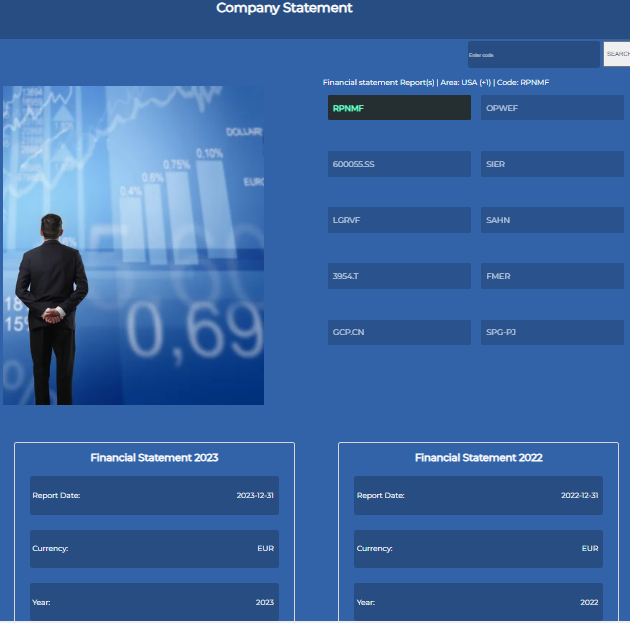 Company Statement
Enter code
SEARCH
Financial statement Report(s) | Area: USA (+1) | Code: RPNMF
RPNMF
OPWEF
600055.SS
SIER
LGRVF
SAHN
3954.T
FMER
GCP.CN
SPG-PJ
DOLLAR
EURO
0.4%
0.6%
0.75%
0.10%
0,69
Financial Statement 2023
Report Date: 2023-12-31
Currency: EUR
Year: 2023
Financial Statement 2022
Report Date: 2022-12-31
Currency: EUR
Year: 2022